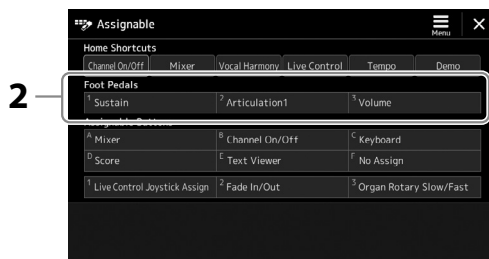 Assignable
Menu
Home Shortcuts
Channel On/Off Mixer Vocal Harmony Live Control Tempo Demo
2
Foot Pedals
1 Sustain 2 Articulation1 3 Volume
Assignable Buttons
A Mixer B Channel On/Off C Keyboard
D Score E Text Viewer F No Assign
1 Live Control Joystick Assign 2 Fade In/Out 3 Organ Rotary Slow/Fast